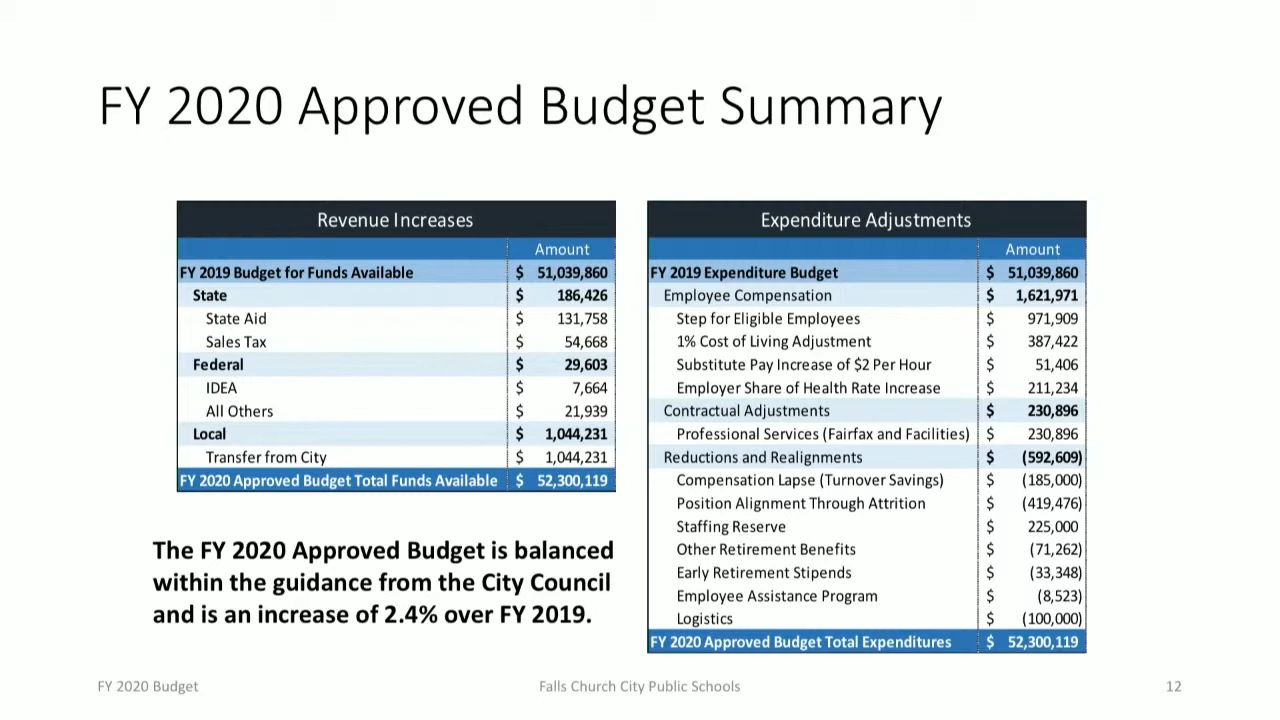 FY 2020 Approved Budget Summary
Revenue Increases
Amount
FY 2019 Budget for Funds Available $ 51,039,860
State $ 186,426
State Aid $ 131,758
Sales Tax $ 54,668
Federal $ 29,603
IDEA $ 7,664
All Others $ 21,939
Local $ 1,044,231
Transfer from City $ 1,044,231
FY 2020 Approved Budget Total Funds Available $ 52,300,119
The FY 2020 Approved Budget is balanced
within the guidance from the City Council
and is an increase of 2.4% over FY 2019.
Expenditure Adjustments
Amount
FY 2019 Expenditure Budget $ 51,039,860
Employee Compensation $ 1,621,971
Step for Eligible Employees $ 971,909
1% Cost of Living Adjustment $ 387,422
Substitute Pay Increase of $2 Per Hour $ 51,406
Employer Share of Health Rate Increase $ 211,234
Contractual Adjustments $ 230,896
Professional Services (Fairfax and Facilities) $ 230,896
Reductions and Realignments $ (592,609)
Compensation Lapse (Turnover Savings) $ (185,000)
Position Alignment Through Attrition $ (419,476)
Staffing Reserve $ 225,000
Other Retirement Benefits $ (71,262)
Early Retirement Stipends $ (33,348)
Employee Assistance Program $ (8,523)
Logistics $ (100,000)
FY 2020 Approved Budget Total Expenditures $ 52,300,119
FY 2020 Budget
Falls Church City Public Schools
12